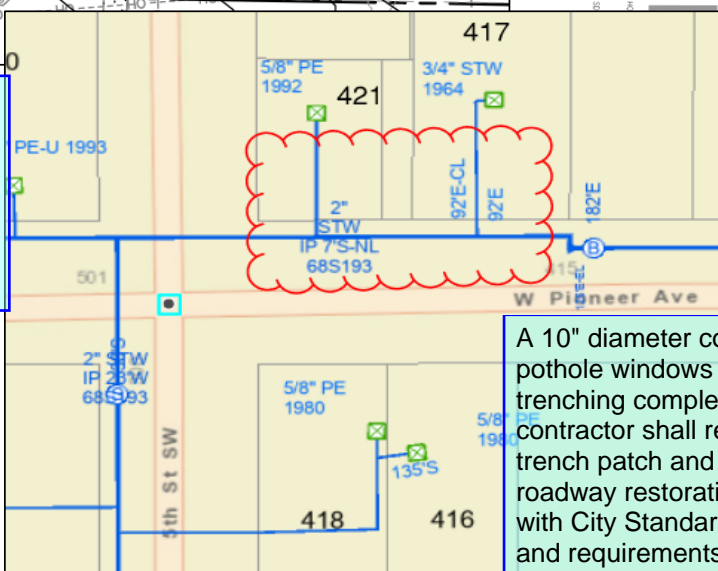 417
0
5/8" PE
1992
421
3/4" STW
1964
PE-U 1993
92'E-CL
92'E
182'E
2"
STW
IP 7'S-NL
68S193
501
415
W Pioneer Ave
2" STW
5/8" PE
1980
5/8" PE
1980
135'S
5th St SW
418
416
A 10" diameter co
pothole windows
trenching comple
contractor shall re
trench patch and
roadway restorati
with City Standar
and requirements